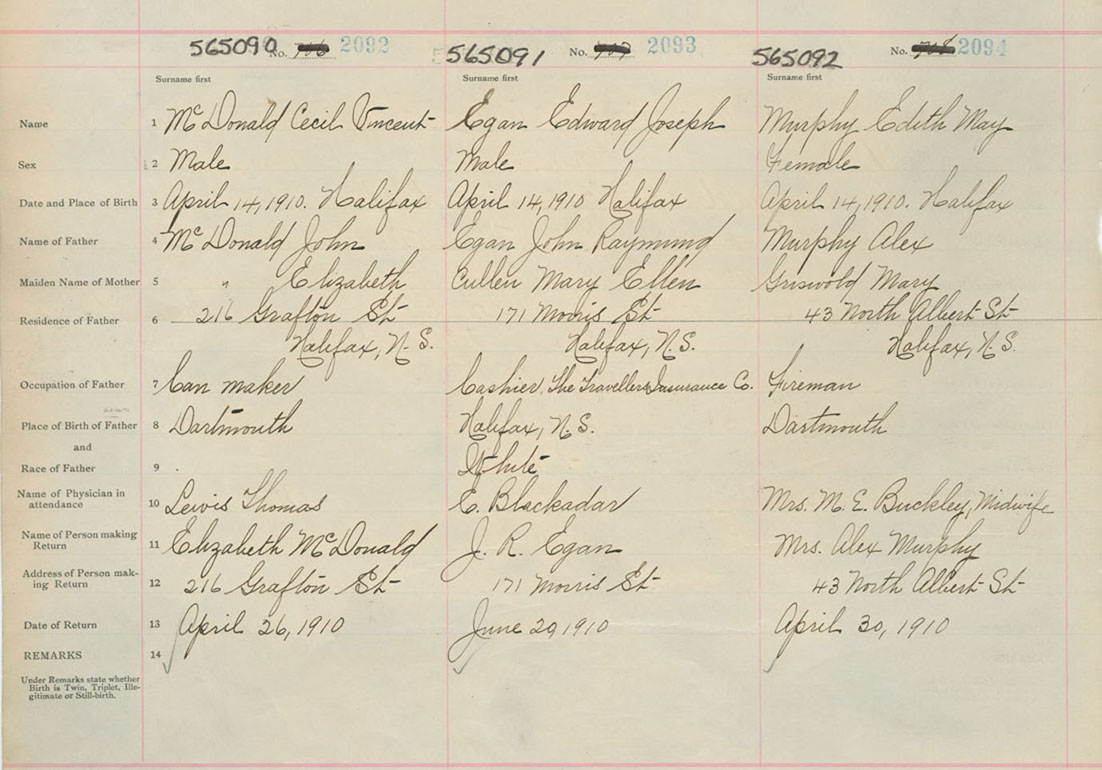 565090 No. 2092 565091 No. 2093 565092 No. 2094
Surname first Surname first Surname first
Name 1 McDonald Cecil Vincent Egan Edward Joseph Murphy Edith May
Sex 2 Male Male Female
Date and Place of Birth 3 April 14, 1910. Halifax April 14, 1910 Halifax April 14, 1910. Halifax
Name of Father 4 McDonald John Egan John Raymund Murphy Alex
Maiden Name of Mother 5 " Elizabeth Cullen Mary Ellen Griswold Mary
Residence of Father 6 216 Grafton St 171 Morris St 43 North Albert St
Halifax, N.S. Halifax, N.S. Halifax, N.S.
Occupation of Father 7 Can maker Cashier, The Travellers Insurance Co. Fireman
Place of Birth of Father 8 Dartmouth Halifax, N.S. Dartmouth
and
Race of Father 9 . White
Name of Physician in
attendance 10 Lewis Thomas E. Blackadar Mrs. M. E. Buckley, Midwife
Name of Person making
Return 11 Elizabeth McDonald J. R. Egan Mrs. Alex Murphy
Address of Person mak-
ing Return 12 216 Grafton St 171 Morris St 43 North Albert St
Date of Return 13 April 26, 1910 June 29, 1910 April 30, 1910
REMARKS 14
Under Remarks state whether
Birth is Twin, Triplet, Ille-
gitimate or Still-birth.